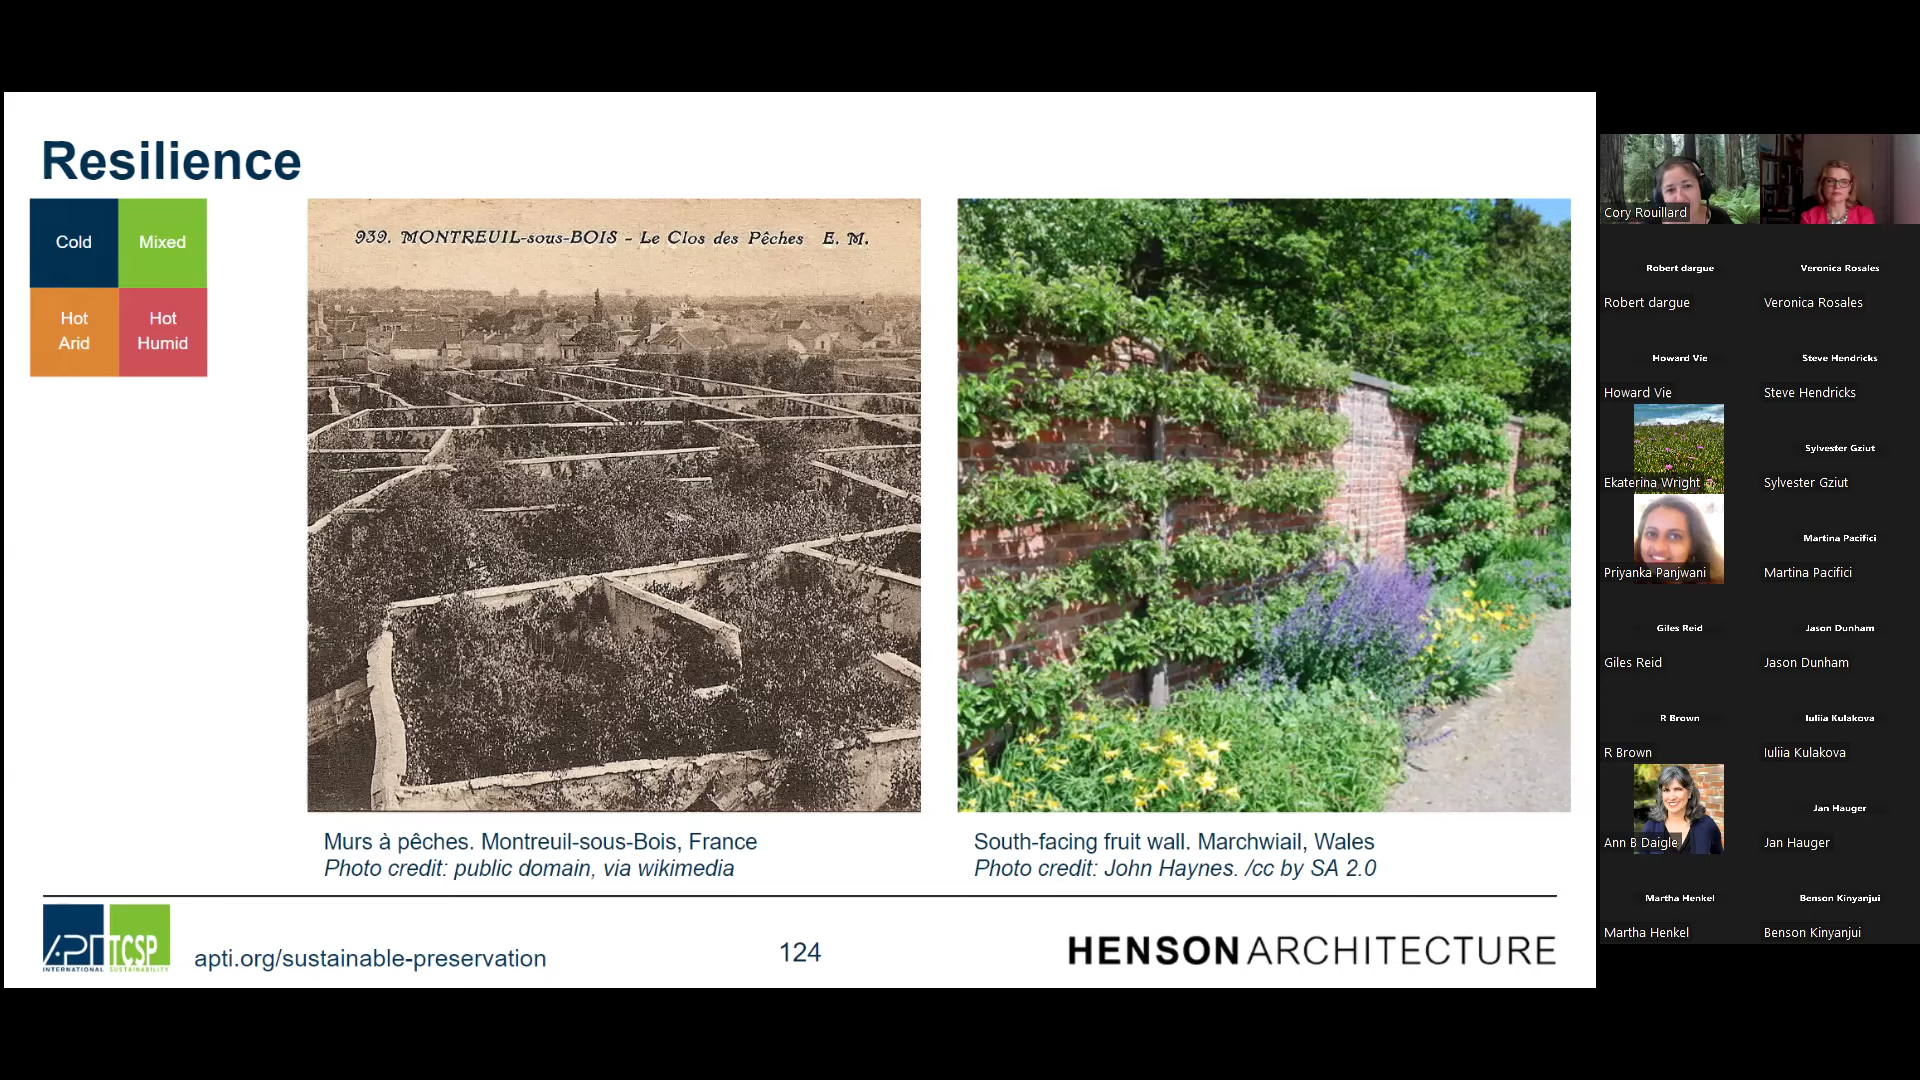 Resilience
Cold
Mixed
Hot
Arid
Hot
Humid
939. MONTREUIL-sous-BOIS - Le Clos des Pêches E. M.
Murs à pêches. Montreuil-sous-Bois, France
Photo credit: public domain, via wikimedia
South-facing fruit wall. Marchwiail, Wales
Photo credit: John Haynes. /cc by SA 2.0
APT TCSP
INTERNATIONAL SUSTAINABILITY
apti.org/sustainable-preservation
124
HENSON ARCHITECTURE
Cory Rouillard
Robert dargue
Robert dargue
Veronica Rosales
Veronica Rosales
Howard Vie
Howard Vie
Steve Hendricks
Steve Hendricks
Ekaterina Wright
Sylvester Gziut
Sylvester Gziut
Priyanka Panjwani
Martina Pacifici
Martina Pacifici
Giles Reid
Giles Reid
Jason Dunham
Jason Dunham
R Brown
R Brown
Iuliia Kulakova
Iuliia Kulakova
Ann B Daigle
Jan Hauger
Jan Hauger
Martha Henkel
Martha Henkel
Benson Kinyanjui
Benson Kinyanjui